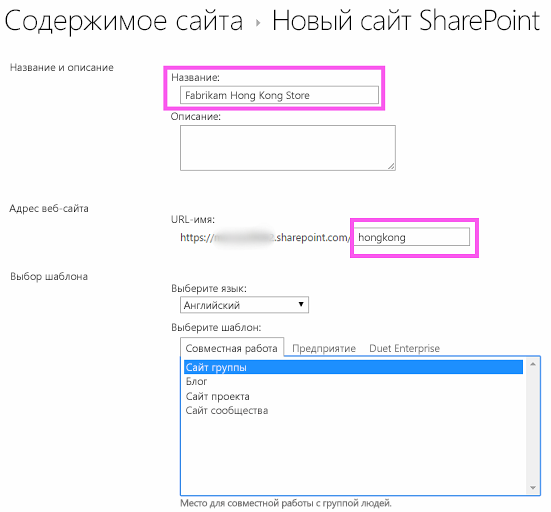 Содержимое сайта › Новый сайт SharePoint
Название и описание
Название:
Fabrikam Hong Kong Store
Описание:
Адрес веб-сайта
URL-имя:
https:// .sharepoint.com/ hongkong
Выбор шаблона
Выберите язык:
Английский
Выберите шаблон:
Совместная работа Предприятие Duet Enterprise
Сайт группы
Блог
Сайт проекта
Сайт сообщества
Место для совместной работы с группой людей.